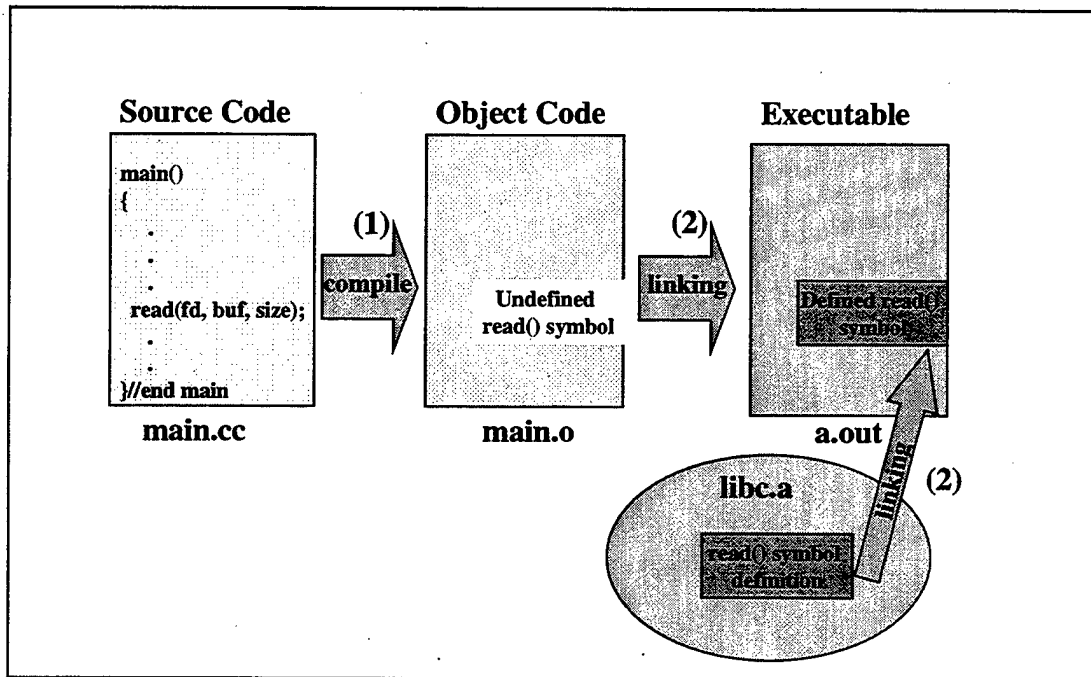 Source Code
main()
{
.
.
.
read(fd, buf, size);
.
.
}//end main
main.cc
(1)
compile
Object Code
Undefined
read() symbol
main.o
(2)
linking
Executable
Defined read()
symbol
a.out
libc.a
read() symbol
definition
linking
(2)